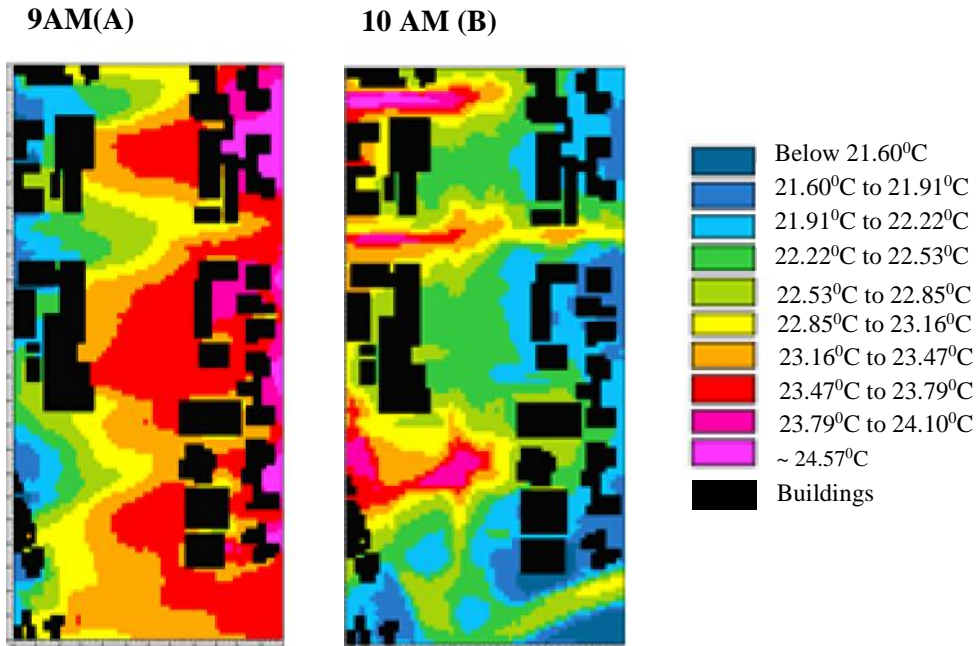 9AM(A)
10 AM (B)
Below 21.60⁰C
21.60⁰C to 21.91⁰C
21.91⁰C to 22.22⁰C
22.22⁰C to 22.53⁰C
22.53⁰C to 22.85⁰C
22.85⁰C to 23.16⁰C
23.16⁰C to 23.47⁰C
23.47⁰C to 23.79⁰C
23.79⁰C to 24.10⁰C
~ 24.57⁰C
Buildings